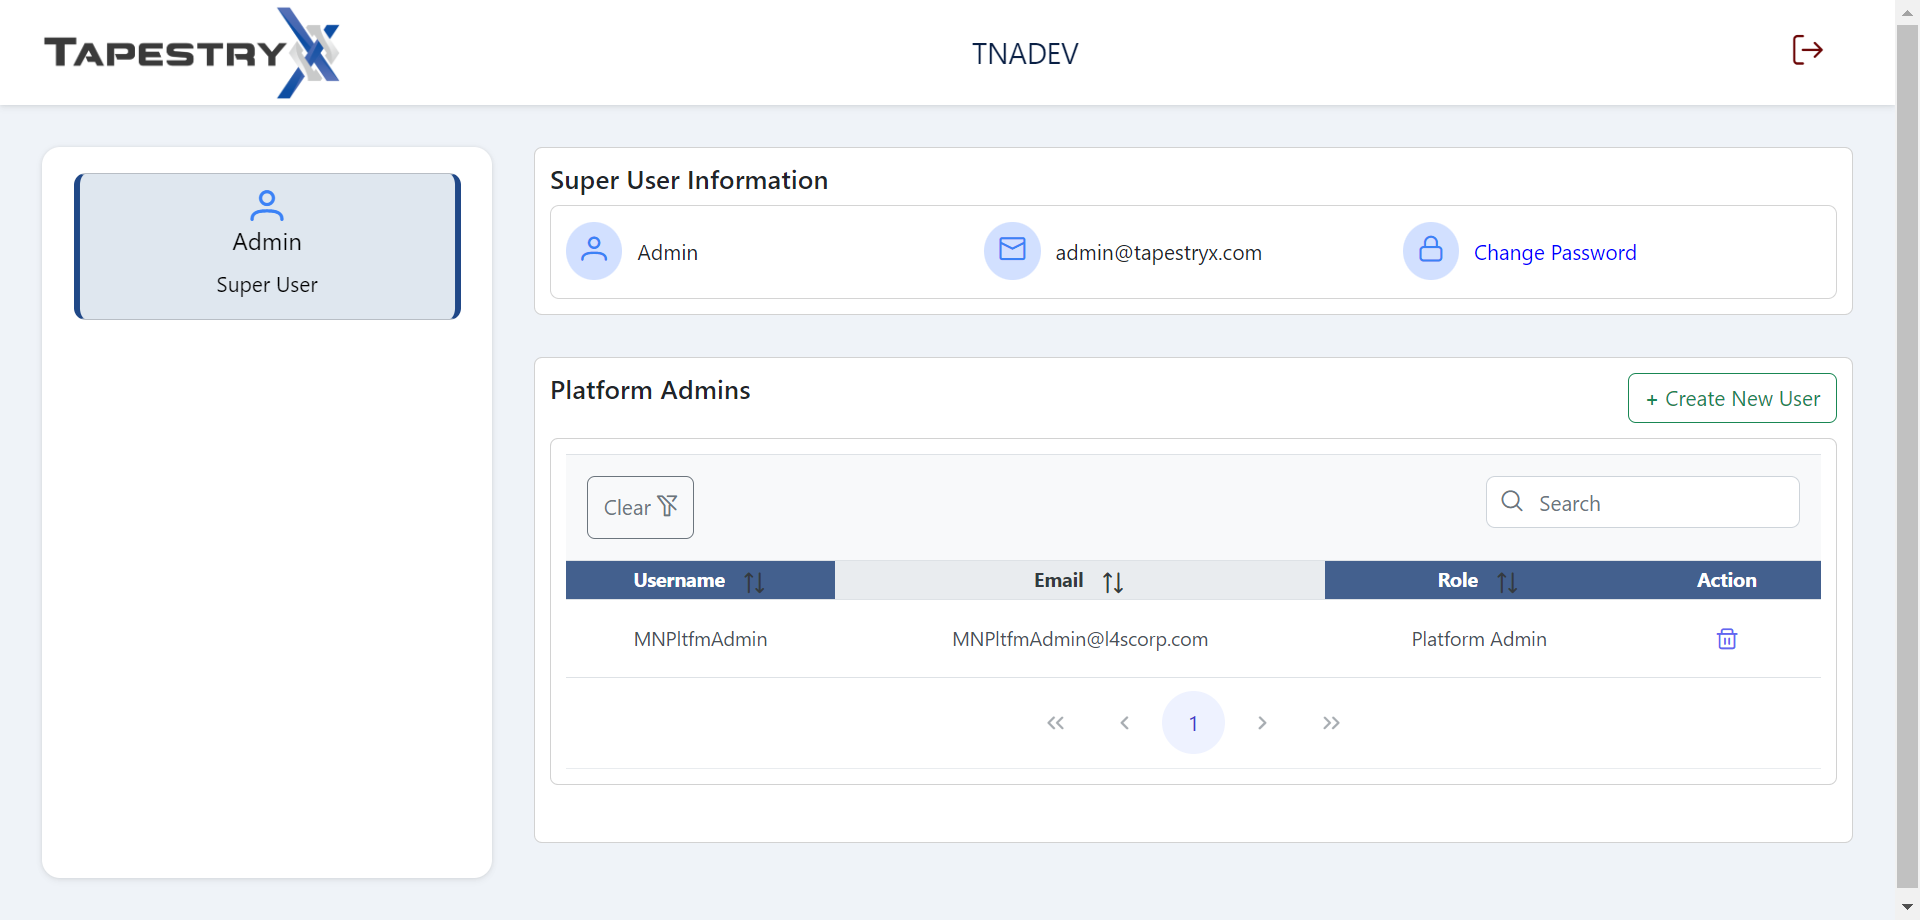 TAPESTRYX
TNADEV
Admin
Super User
Super User Information
Admin
admin@tapestryx.com
Change Password
Platform Admins
+ Create New User
Clear
Search
Username Email Role Action
MNPltfmAdmin MNPltfmAdmin@l4scorp.com Platform Admin
<< < 1 > >>